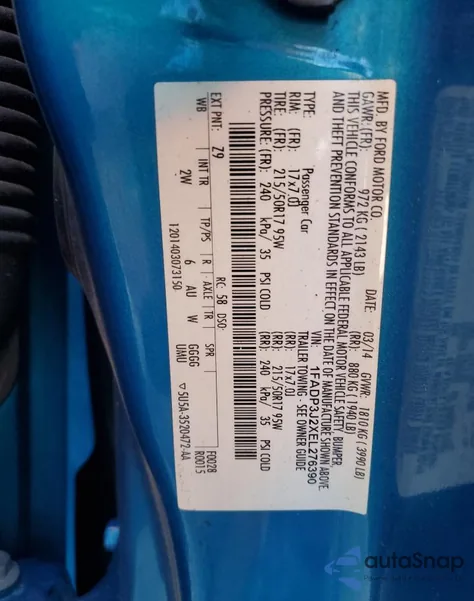 MFD. BY FORD MOTOR CO.
DATE: 03/14 GVWR: 1810 KG ( 3990 LB)
GAWR: (FR): 972 KG ( 2143 LB) (RR): 880 KG ( 1940 LB)
THIS VEHICLE CONFORMS TO ALL APPLICABLE FEDERAL MOTOR VEHICLE SAFETY, BUMPER
AND THEFT PREVENTION STANDARDS IN EFFECT ON THE DATE OF MANUFACTURE SHOWN ABOVE
VIN: 1FADP3J2XEL276390
TYPE: Passenger Car TRAILER TOWING - SEE OWNER GUIDE
RIM: (FR): 17x7.0J (RR): 17x7.0J
TIRE: (FR): 215/50R17 95W (RR): 215/50R17 95W
PRESSURE: (FR): 240 kPa/ 35 PSI COLD (RR): 240 kPa/ 35 PSI COLD
EXT PNT: Z9 RC: 58 DSO: F0028
WB INT TR TP/PS R AXLE TR SPR R0015
2W 6 AU W GGGG
UMU
1201403073150 5U5A-3520472-AA
autoSnap